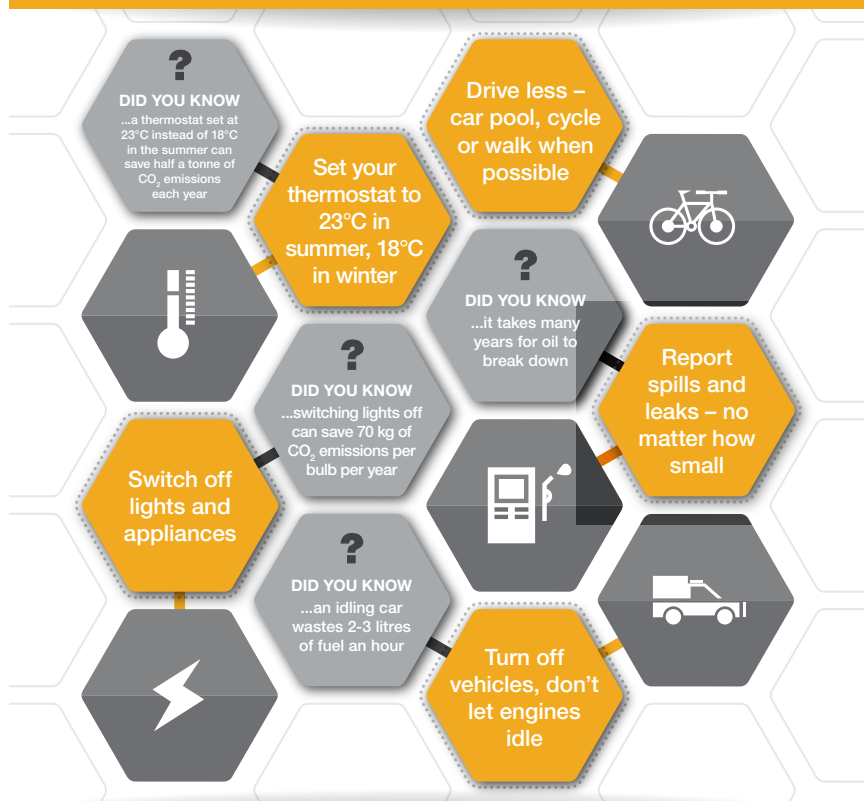 ?
DID YOU KNOW
...a thermostat set at
23°C instead of 18°C
in the summer can
save half a tonne of
CO₂ emissions
each year
Set your
thermostat to
23°C in
summer, 18°C
in winter
Drive less –
car pool, cycle
or walk when
possible
?
DID YOU KNOW
...it takes many
years for oil to
break down
Report
spills and
leaks – no
matter how
small
?
DID YOU KNOW
...switching lights off
can save 70 kg of
CO₂ emissions per
bulb per year
Switch off
lights and
appliances
?
DID YOU KNOW
...an idling car
wastes 2-3 litres
of fuel an hour
Turn off
vehicles, don’t
let engines
idle